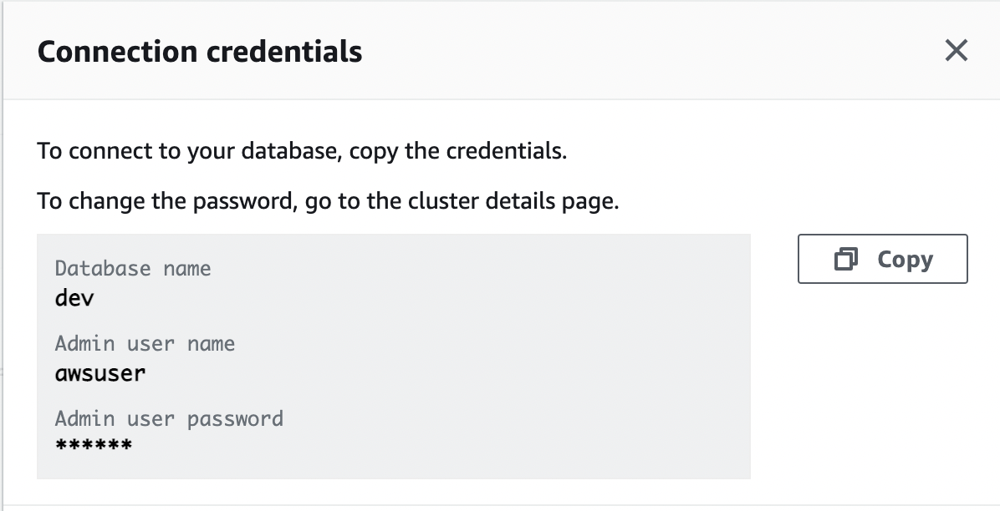 Connection credentials
To connect to your database, copy the credentials.
To change the password, go to the cluster details page.
Database name
dev
Copy
Admin user name
awsuser
Admin user password
******